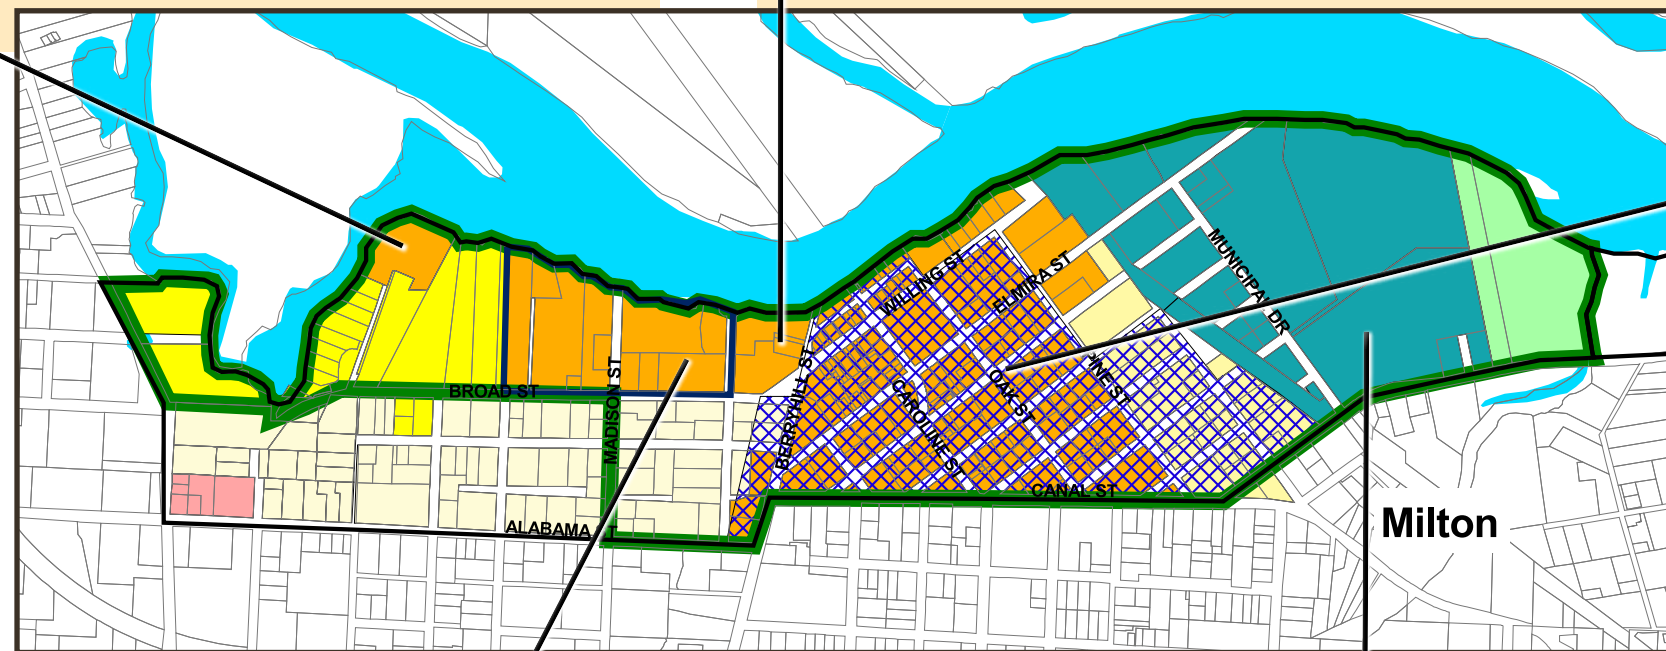 WILLING ST
ELMIRA ST
MUNICIPAL DR
BROAD ST
MADISON ST
BERRYHILL ST
CAROLINE ST
OAK ST
PINE ST
CANAL ST
ALABAMA ST
Milton